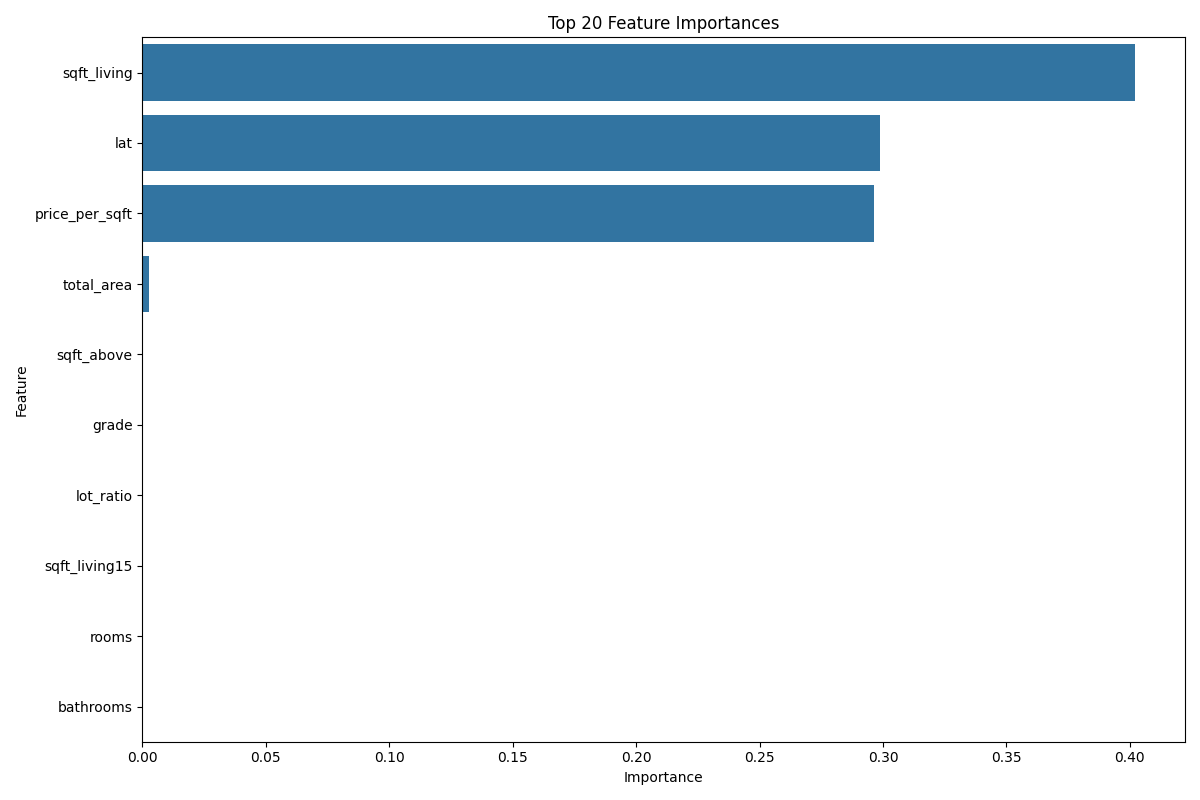 Top 20 Feature Importances
sqft_living
lat
price_per_sqft
total_area
sqft_above
grade
lot_ratio
sqft_living15
rooms
bathrooms
Feature
0.00 0.05 0.10 0.15 0.20 0.25 0.30 0.35 0.40
Importance